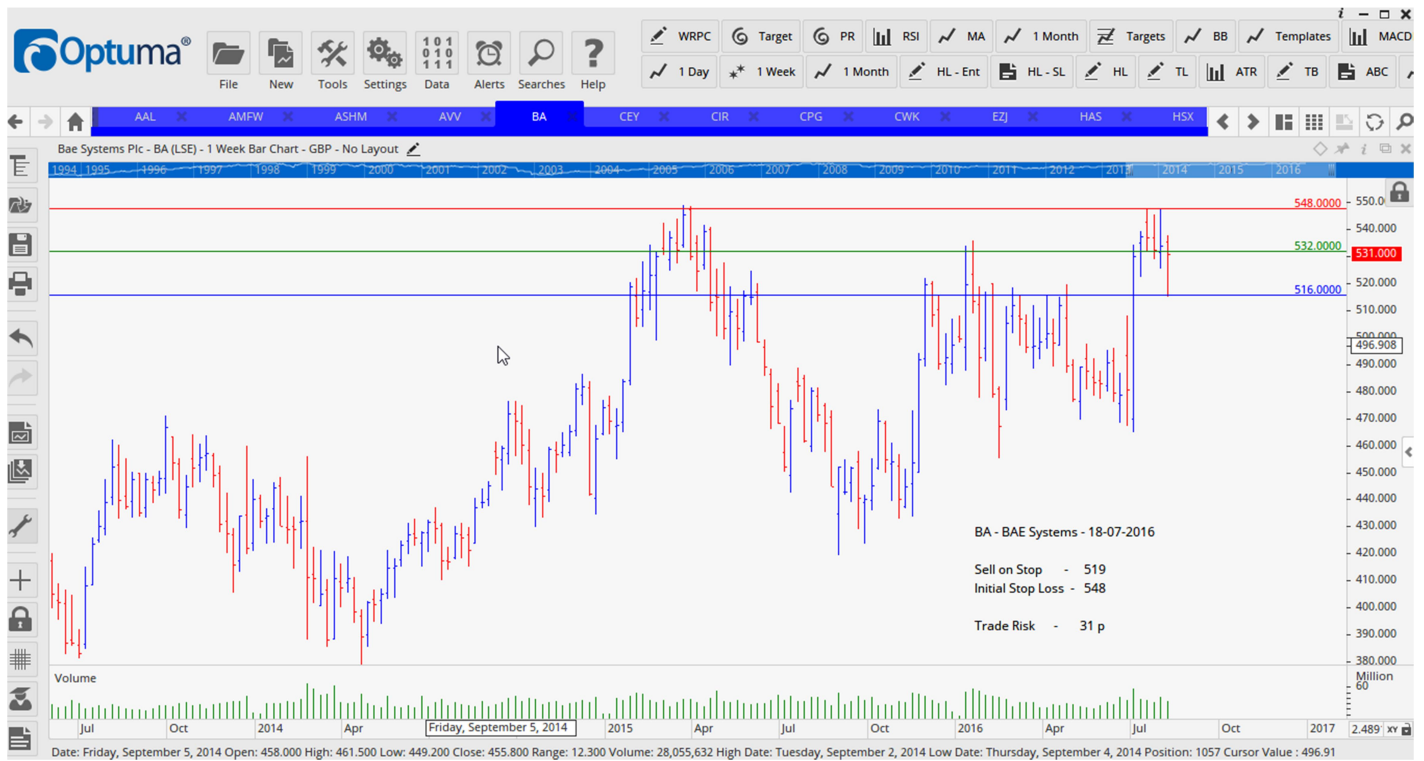 Optuma®
File New Tools Settings Data Alerts Searches Help
WRPC Target PR RSI MA 1 Month Targets BB Templates MACD
1 Day 1 Week 1 Month HL - Ent HL - SL HL TL ATR TB ABC
AAL AMFW ASHM AVV BA CEY CIR CPG CWK EZJ HAS HSX
Bae Systems Plc - BA (LSE) - 1 Week Bar Chart - GBP - No Layout
1994 1995 1996 1997 1998 1999 2000 2001 2002 2003 2004 2005 2006 2007 2008 2009 2010 2011 2012 2013 2014 2015 2016
548.0000
550.0
540.000
532.0000
531.000
520.000
516.0000
510.000
500.000
496.908
490.000
480.000
470.000
460.000
450.000
440.000
430.000
BA - BAE Systems - 18-07-2016
420.000
Sell on Stop - 519
410.000
Initial Stop Loss - 548
400.000
Trade Risk - 31 p
390.000
380.000
Volume
Million
60
Jul Oct 2014 Apr Friday, September 5, 2014 2015 Apr Jul Oct 2016 Apr Jul Oct 2017 2.489 XY
Date: Friday, September 5, 2014 Open: 458.000 High: 461.500 Low: 449.200 Close: 455.800 Range: 12.300 Volume: 28,055,632 High Date: Tuesday, September 2, 2014 Low Date: Thursday, September 4, 2014 Position: 1057 Cursor Value : 496.91